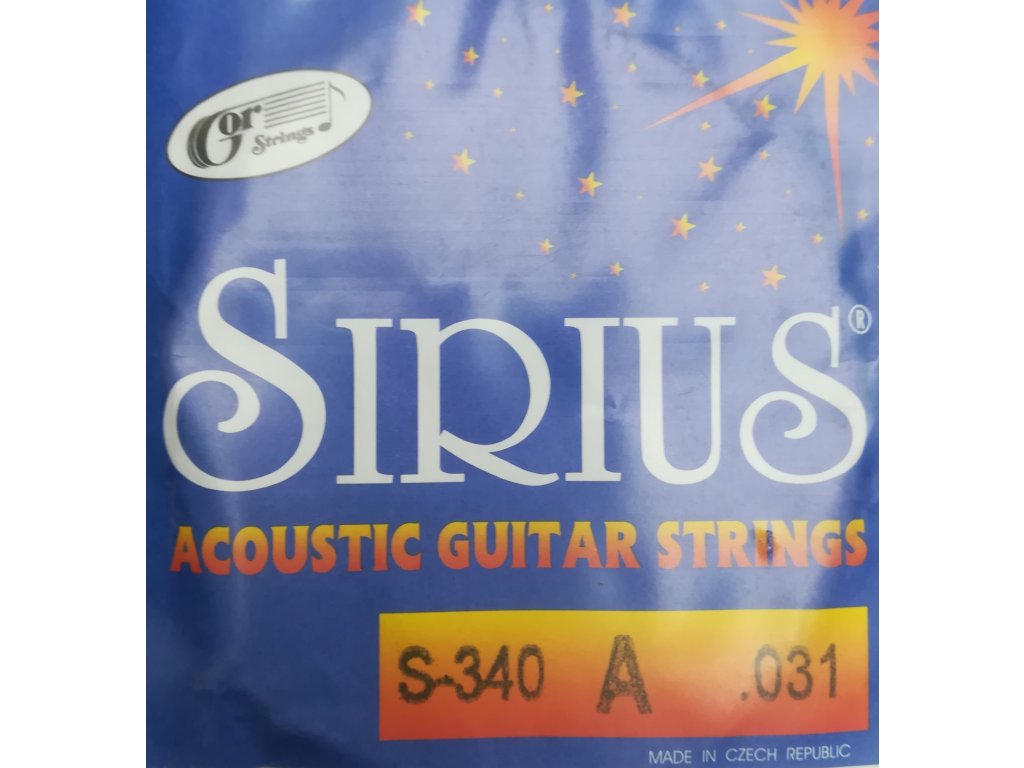 Gor
Strings
SIRIUS®
ACOUSTIC GUITAR STRINGS
S-340 A .031
MADE IN CZECH REPUBLIC